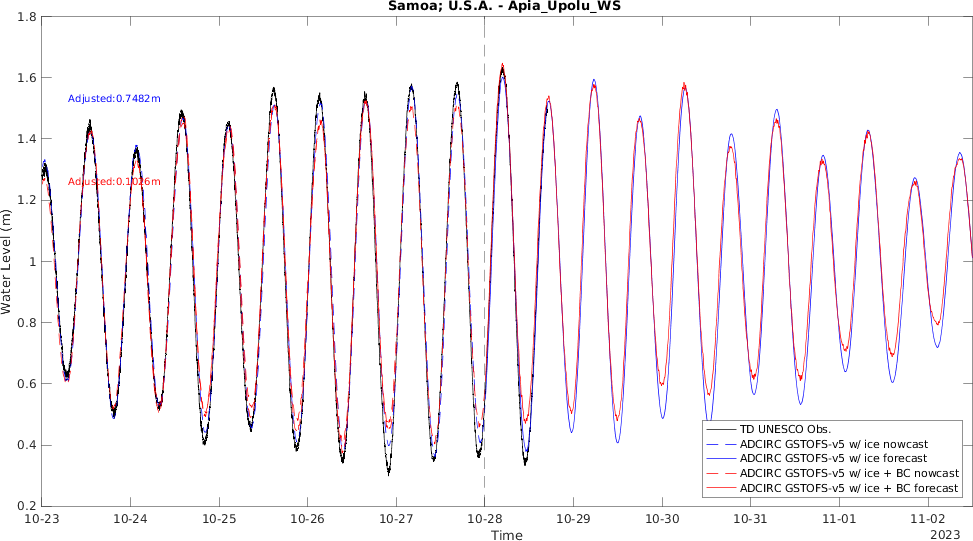 Samoa; U.S.A. - Apia_Upolu_WS
1.8
1.6
1.4
1.2
1
0.8
0.6
0.4
0.2
Water Level (m)
Adjusted:0.7482m
Adjusted:0.1026m
TD UNESCO Obs.
ADCIRC GSTOFS-v5 w/ ice nowcast
ADCIRC GSTOFS-v5 w/ ice forecast
ADCIRC GSTOFS-v5 w/ ice + BC nowcast
ADCIRC GSTOFS-v5 w/ ice + BC forecast
10-23 10-24 10-25 10-26 10-27 10-28 10-29 10-30 10-31 11-01 11-02
Time 2023